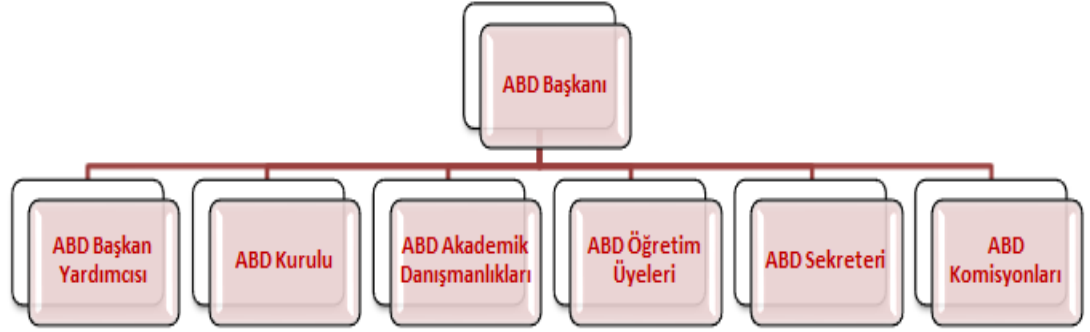 ABD Başkanı
ABD Başkan
Yardımcısı
ABD Kurulu
ABD Akademik
Danışmanlıkları
ABD Öğretim
Üyeleri
ABD Sekreteri
ABD
Komisyonları